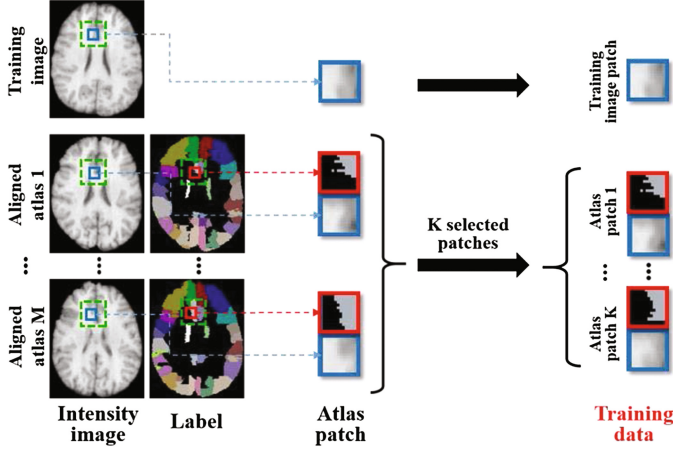 Training
image
Training
image patch
Aligned
atlas 1
K selected
patches
Atlas
patch 1
...
...
...
...
Aligned
atlas M
Atlas
patch K
Intensity
image
Label
Atlas
patch
Training
data